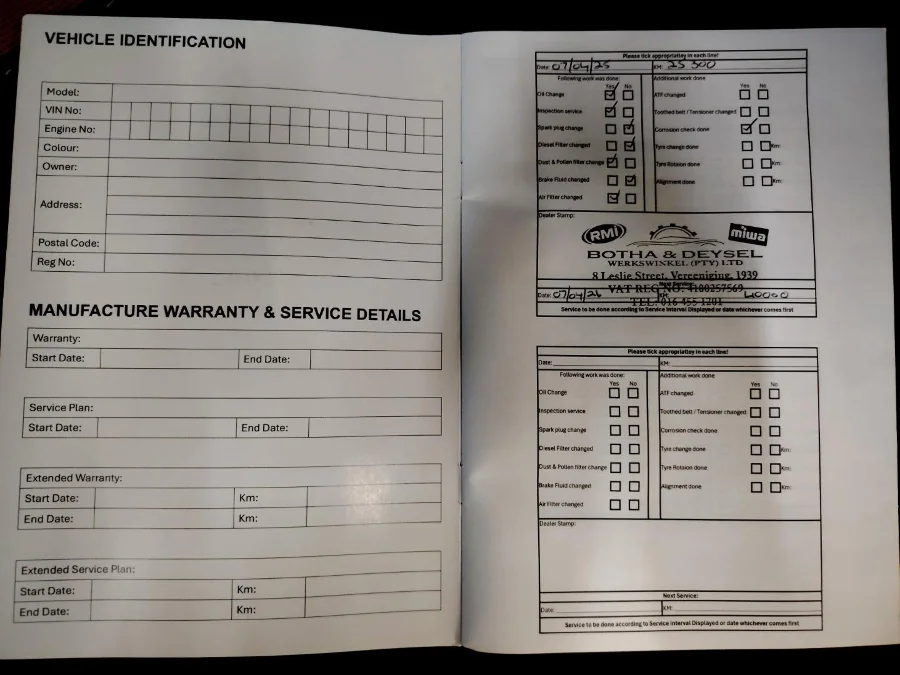 VEHICLE IDENTIFICATION
Model:
VIN No:
Engine No:
Colour:
Owner:
Address:
Postal Code:
Reg No:
MANUFACTURE WARRANTY & SERVICE DETAILS
Warranty:
Start Date: End Date:
Service Plan:
Start Date: End Date:
Extended Warranty:
Start Date: Km:
End Date: Km:
Extended Service Plan:
Start Date: Km:
End Date: Km:
Please tick appropriatley in each line!
Date: 07/04/25 KM: 25 300
Following work was done: Additional work done
Yes No Yes No
Oil Change ATF changed
Inspection service Toothed belt / Tensioner changed
Spark plug change Corrosion check done
Diesel Filter changed Tyre change done Km:
Dust & Pollen filter change Tyre Rotaion done Km:
Brake Fluid changed Alignment done Km:
Air Filter changed
Dealer Stamp:
RMI miwa
BOTHA & DEYSEL
WERKSWINKEL (PTY) LTD
8 Leslie Street, Vereeniging, 1939
Next Service:
VAT REG NO: 4100257569
Date: 07/04/26 KM: 40000
TEL: 016 455 1201
Service to be done according to Service Interval Displayed or date whichever comes first
Please tick appropriatley in each line!
Date: KM:
Following work was done: Additional work done
Yes No Yes No
Oil Change ATF changed
Inspection service Toothed belt / Tensioner changed
Spark plug change Corrosion check done
Diesel Filter changed Tyre change done Km:
Dust & Pollen filter change Tyre Rotaion done Km:
Brake Fluid changed Alignment done Km:
Air Filter changed
Dealer Stamp:
Next Service:
Date: KM:
Service to be done according to Service Interval Displayed or date whichever comes first